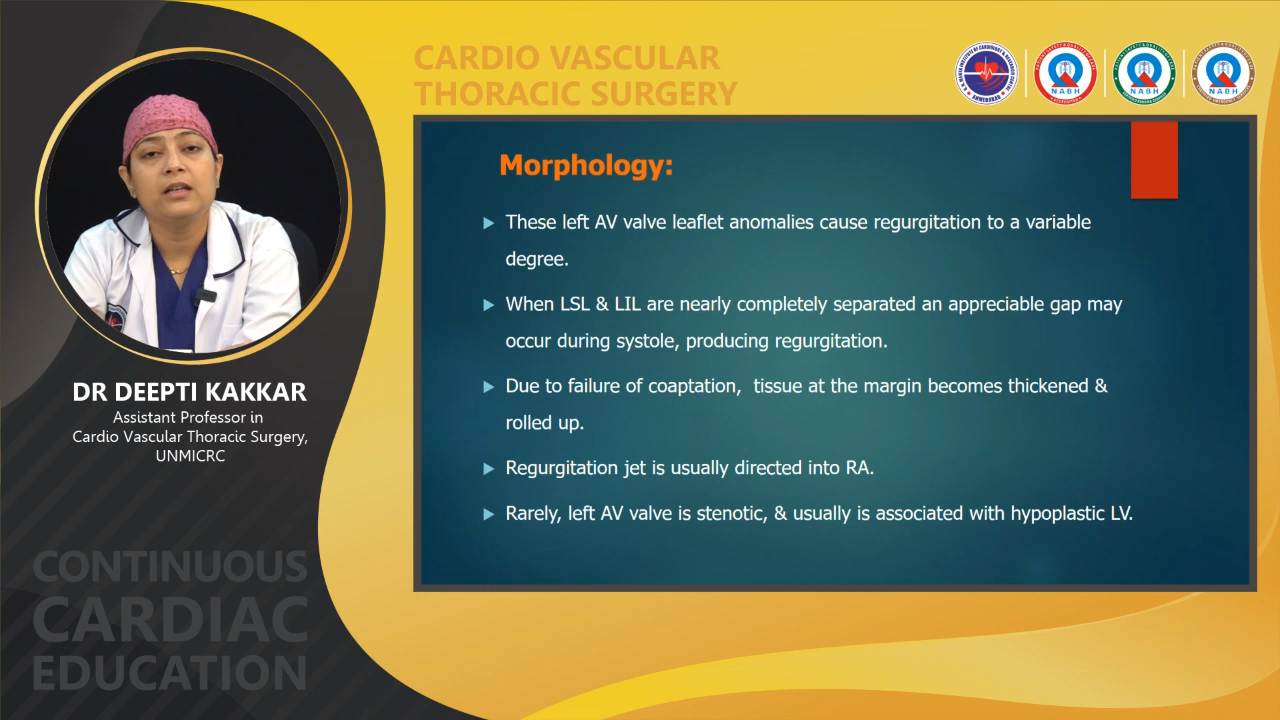 CARDIO VASCULAR
THORACIC SURGERY
NABH
NABH
NABH
Morphology:
These left AV valve leaflet anomalies cause regurgitation to a variable
degree.
When LSL & LIL are nearly completely separated an appreciable gap may
occur during systole, producing regurgitation.
Due to failure of coaptation, tissue at the margin becomes thickened &
rolled up.
Regurgitation jet is usually directed into RA.
Rarely, left AV valve is stenotic, & usually is associated with hypoplastic LV.
DR DEEPTI KAKKAR
Assistant Professor in
Cardio Vascular Thoracic Surgery,
UNMICRC
CONTINUOUS
CARDIAC
EDUCATION